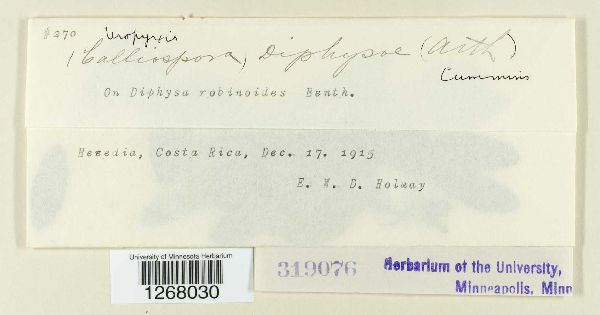 #270 Uropyxis
(Calliospora) Diphysae (Arth)
Cummins
On Diphysa robinoides Benth.
Heredia, Costa Rica, Dec. 17. 1915
E. W. D. Holway
University of Minnesota Herbarium
1268030
319076
Herbarium of the University,
Minneapolis, Minn